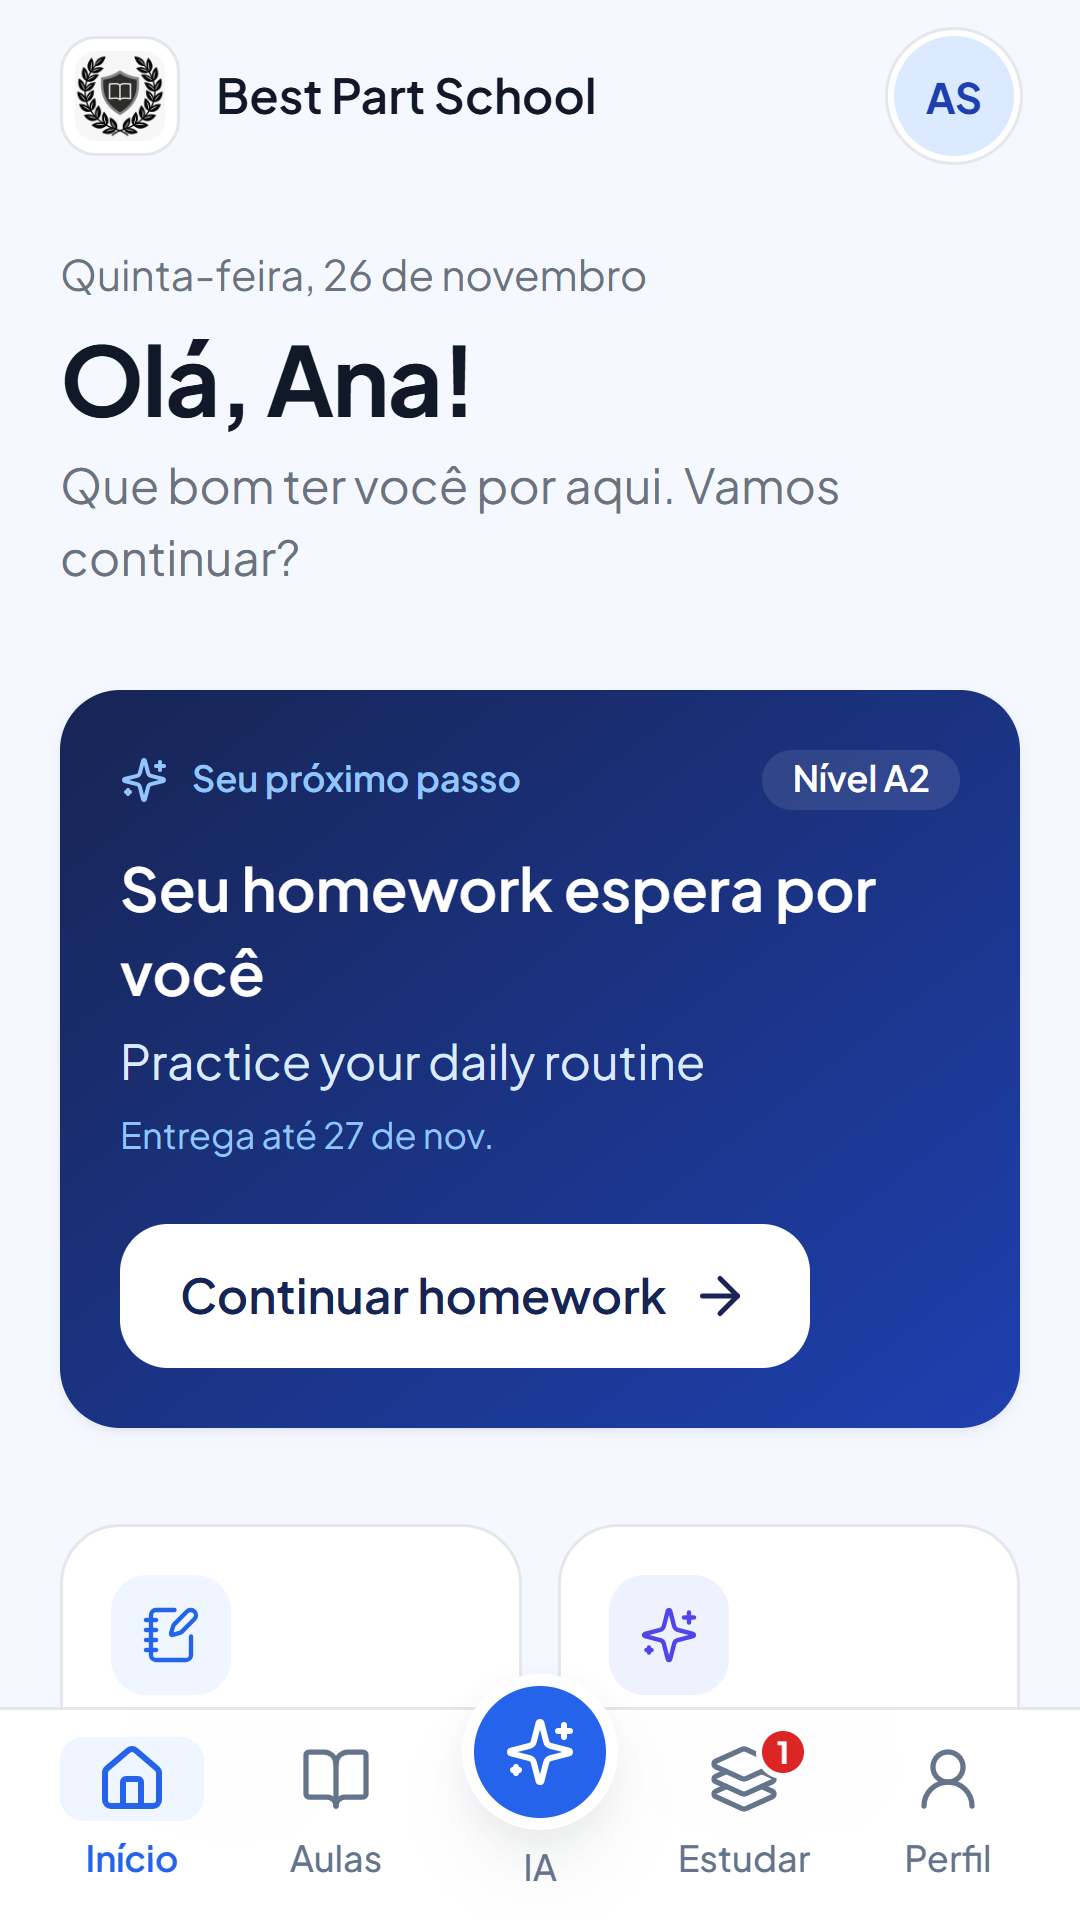 Best Part School
AS
Quinta-feira, 26 de novembro
Olá, Ana!
Que bom ter você por aqui. Vamos
continuar?
Seu próximo passo
Nível A2
Seu homework espera por
você
Practice your daily routine
Entrega até 27 de nov.
Continuar homework
1
Início
Aulas
IA
Estudar
Perfil